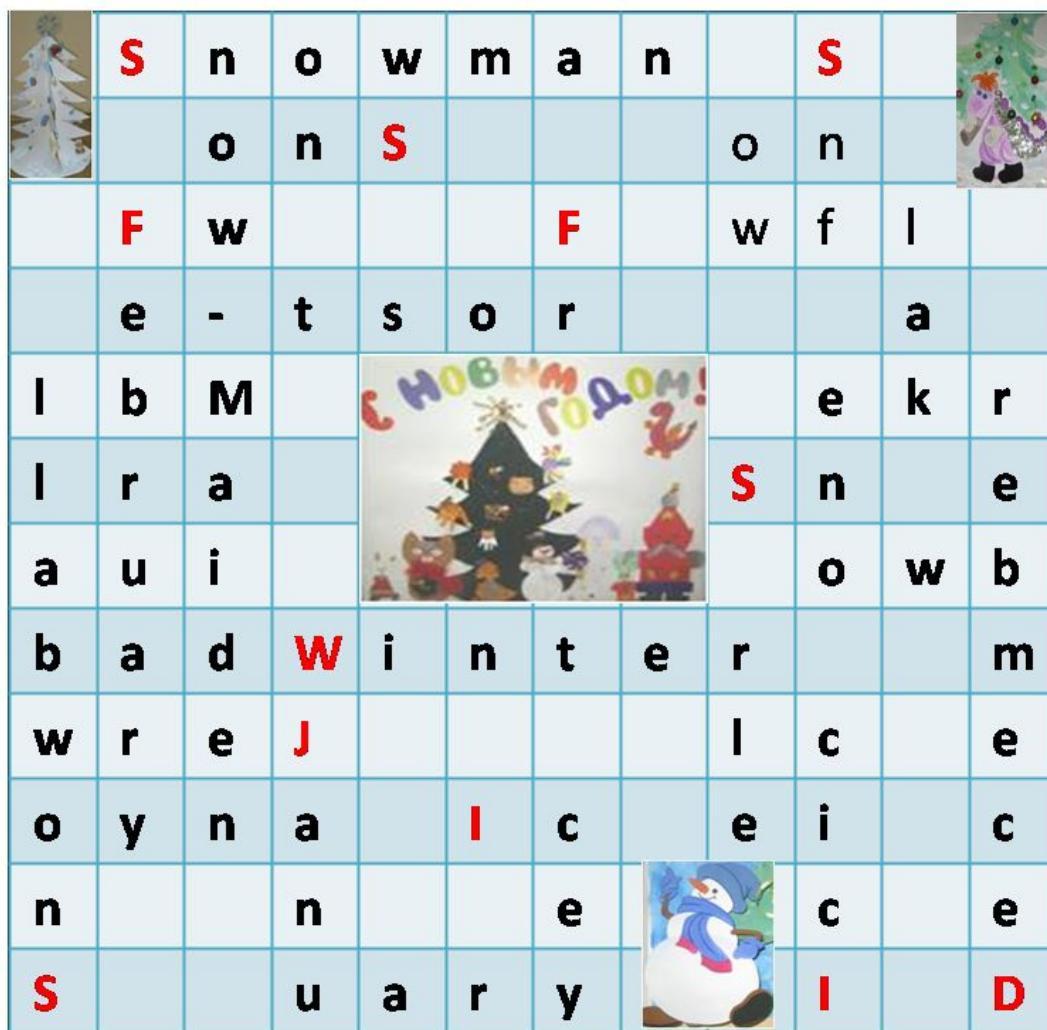 S n o w m a n S
o n S o n
F w F w f l
e - t s o r a
l b M e k r
С НОВЫМ
ГОДОМ!
l r a S n e
a u i o w b
b a d W i n t e r m
w r e J l c e
o y n a I c e i c
n n e c e
S u a r y I D